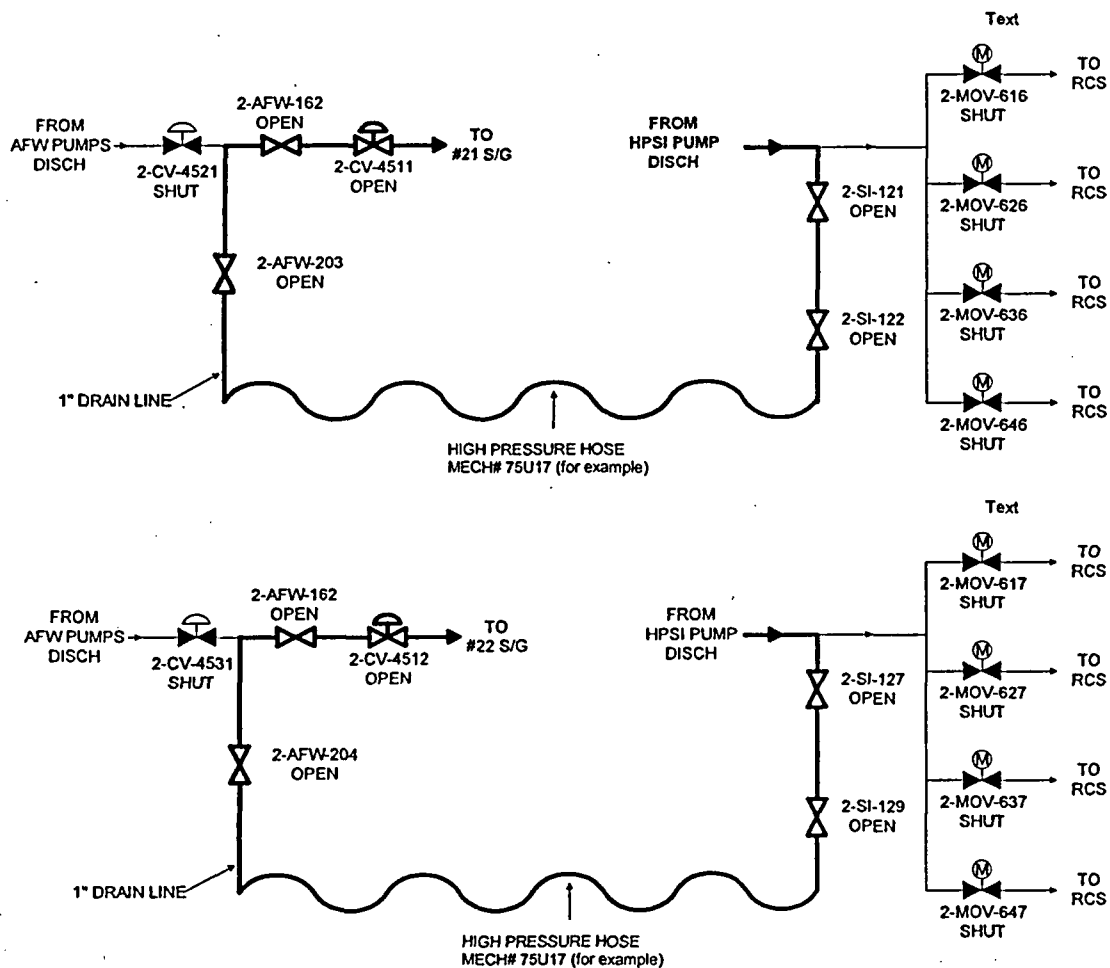 Text
TO
RCS
2-MOV-616
SHUT
FROM
AFW PUMPS
DISCH
2-CV-4521
SHUT
2-AFW-162
OPEN
2-CV-4511
OPEN
TO
#21 S/G
FROM
HPSI PUMP
DISCH
2-SI-121
OPEN
TO
RCS
2-MOV-626
SHUT
2-AFW-203
OPEN
2-SI-122
OPEN
TO
RCS
2-MOV-636
SHUT
1" DRAIN LINE
HIGH PRESSURE HOSE
MECH# 75U17 (for example)
TO
RCS
2-MOV-646
SHUT
Text
TO
RCS
2-MOV-617
SHUT
FROM
AFW PUMPS
DISCH
2-CV-4531
SHUT
2-AFW-162
OPEN
2-CV-4512
OPEN
TO
#22 S/G
FROM
HPSI PUMP
DISCH
2-SI-127
OPEN
TO
RCS
2-MOV-627
SHUT
2-AFW-204
OPEN
2-SI-129
OPEN
TO
RCS
2-MOV-637
SHUT
1" DRAIN LINE
HIGH PRESSURE HOSE
MECH# 75U17 (for example)
TO
RCS
2-MOV-647
SHUT
M
M
M
M
M
M
M
M